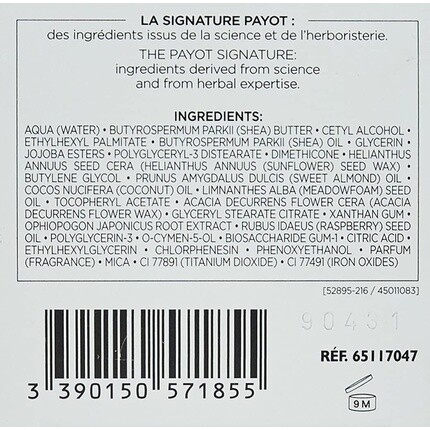 LA SIGNATURE PAYOT :
des ingrédients issus de la science et de l'herboristerie.
THE PAYOT SIGNATURE:
ingredients derived from science
and from herbal expertise.
INGREDIENTS:
AQUA (WATER) • BUTYROSPERMUM PARKII (SHEA) BUTTER • CETYL ALCOHOL •
ETHYLHEXYL PALMITATE • BUTYROSPERMUM PARKII (SHEA) OIL • GLYCERIN •
JOJOBA ESTERS • POLYGLYCERYL-3 DISTEARATE • DIMETHICONE • HELIANTHUS
ANNUUS SEED CERA (HELIANTHUS ANNUUS (SUNFLOWER) SEED WAX) •
BUTYLENE GLYCOL • PRUNUS AMYGDALUS DULCIS (SWEET ALMOND) OIL •
COCOS NUCIFERA (COCONUT) OIL • LIMNANTHES ALBA (MEADOWFOAM) SEED
OIL • TOCOPHERYL ACETATE • ACACIA DECURRENS FLOWER CERA (ACACIA
DECURRENS FLOWER WAX) • GLYCERYL STEARATE CITRATE • XANTHAN GUM •
OPHIOPOGON JAPONICUS ROOT EXTRACT • RUBUS IDAEUS (RASPBERRY) SEED
OIL • POLYGLYCERIN-3 • O-CYMEN-5-OL • BIOSACCHARIDE GUM-1 • CITRIC ACID •
ETHYLHEXYLGLYCERIN • CHLORPHENESIN • PHENOXYETHANOL • PARFUM
(FRAGRANCE) • MICA • CI 77891 (TITANIUM DIOXIDE) • CI 77491 (IRON OXIDES)
[52895-216 / 45011083]
90431
RÉF. 65117047
3 390150 571855
9 M